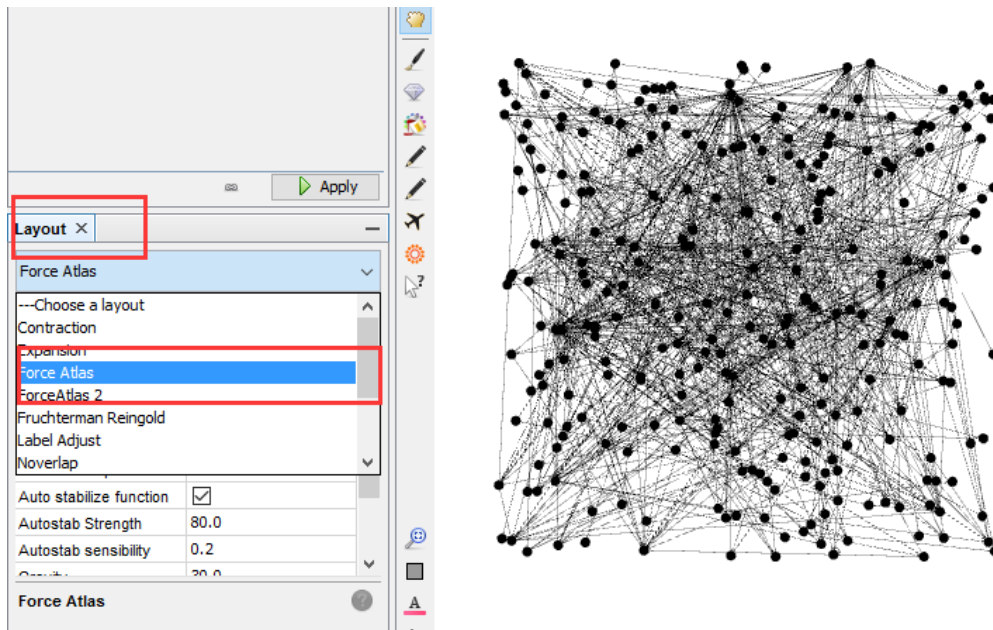 Apply
Layout
Force Atlas
---Choose a layout
Contraction
Expansion
Force Atlas
ForceAtlas 2
Fruchterman Reingold
Label Adjust
Noverlap
Auto stabilize function
Autostab Strength 80.0
Autostab sensibility 0.2
Gravity 30.0
Force Atlas ?
?
A